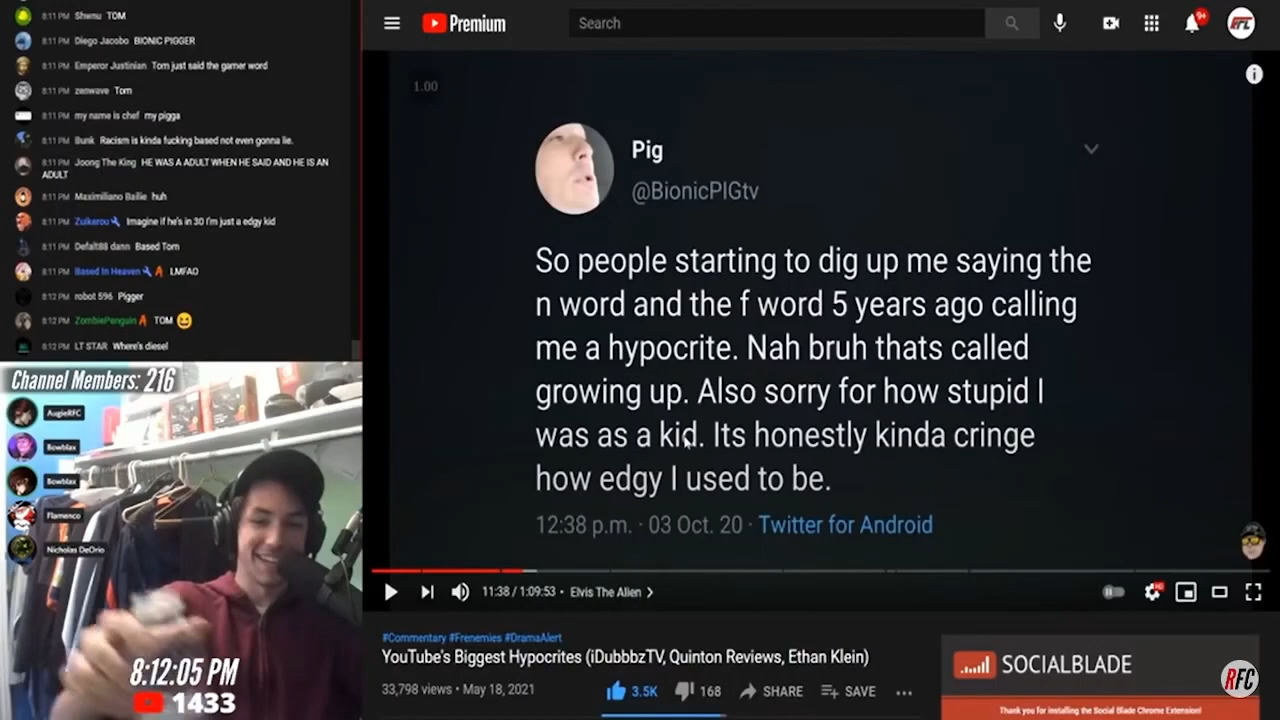 8:11 PM Shwnu TOM
8:11 PM Diego Jacobo BIONIC PIGGER
8:11 PM Emperor Justinian Tom just said the gamer word
8:11 PM zenwave Tom
8:11 PM my name is chef my pigga
8:11 PM Bunk Racism is kinda fucking based not even gonna lie.
8:11 PM Joong The King HE WAS A ADULT WHEN HE SAID AND HE IS AN
ADULT
8:11 PM Maximiliano Bailie huh
8:11 PM Zuikerou Imagine if he's in 30 I'm just a edgy kid
8:11 PM Defalt88 dann Based Tom
8:11 PM Based In Heaven LMFAO
8:12 PM robot 596 Pigger
8:12 PM ZombiePenguin TOM 😆
8:12 PM LT STAR Where's diesel
Channel Members: 216
AugieRFC
Bowblax
Bowblax
Flamenco
Nicholas DeOrio
8:12:05 PM
1433
Premium
Search
9+
RFC
1.00
Pig
@BionicPIGtv
So people starting to dig up me saying the
n word and the f word 5 years ago calling
me a hypocrite. Nah bruh thats called
growing up. Also sorry for how stupid I
was as a kid. Its honestly kinda cringe
how edgy I used to be.
12:38 p.m. · 03 Oct. 20 · Twitter for Android
11:38 / 1:09:53 • Elvis The Alien >
HD
#Commentary #Frenemies #DramaAlert
YouTube's Biggest Hypocrites (iDubbbzTV, Quinton Reviews, Ethan Klein)
33,798 views • May 18, 2021
3.5K
168
SHARE
SAVE
SOCIALBLADE
Thank you for installing the Social Blade Chrome Extension!
RFC